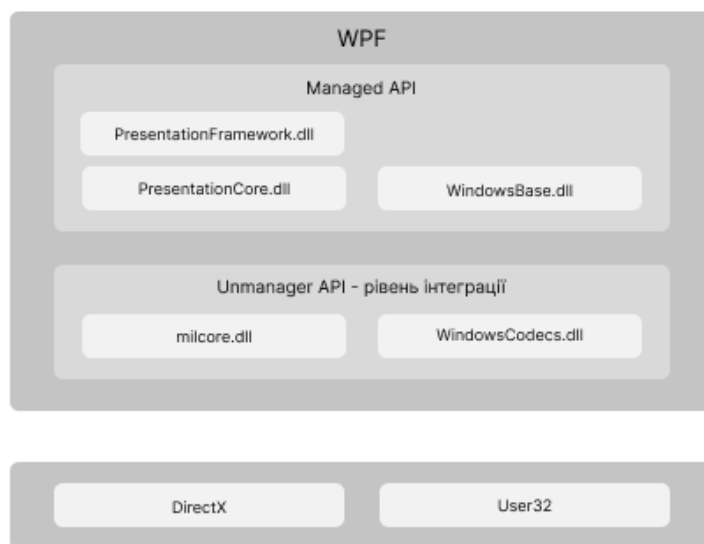 WPF
Managed API
PresentationFramework.dll
PresentationCore.dll
WindowsBase.dll
Unmanager API - рівень інтеграції
milcore.dll
WindowsCodecs.dll
DirectX
User32